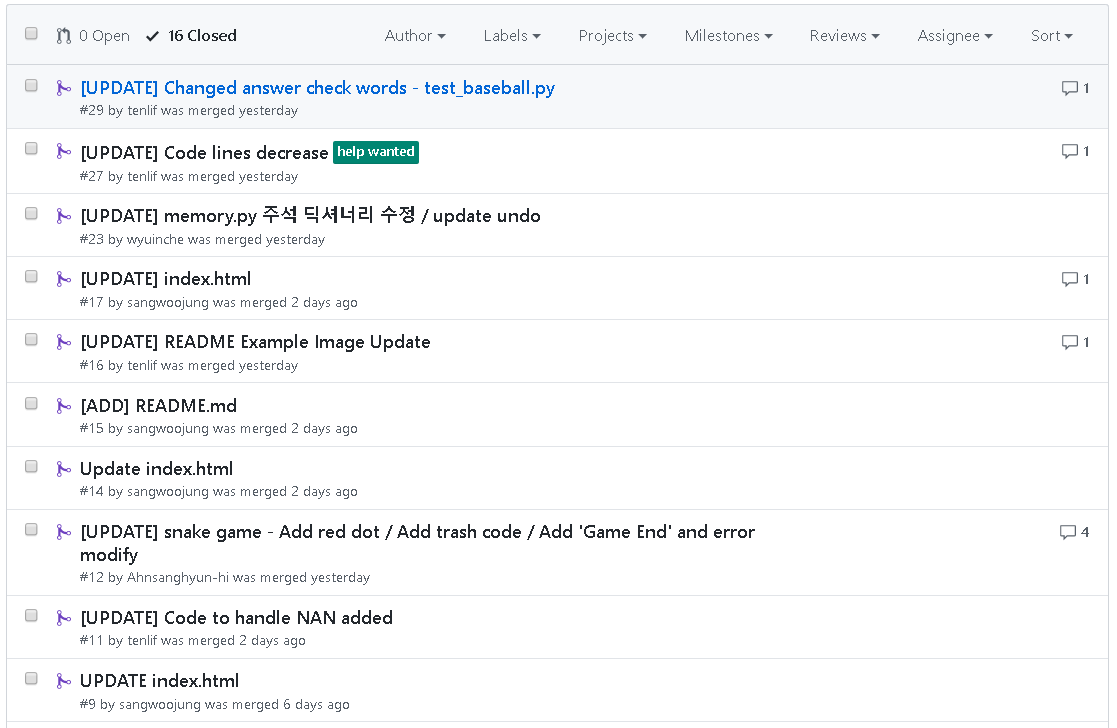 0 Open 16 Closed Author Labels Projects Milestones Reviews Assignee Sort
[UPDATE] Changed answer check words - test_baseball.py 1
#29 by tenlif was merged yesterday
[UPDATE] Code lines decrease help wanted 1
#27 by tenlif was merged yesterday
[UPDATE] memory.py 주석 딕셔너리 수정 / update undo
#23 by wyuinche was merged yesterday
[UPDATE] index.html 1
#17 by sangwoojung was merged 2 days ago
[UPDATE] README Example Image Update 1
#16 by tenlif was merged yesterday
[ADD] README.md
#15 by sangwoojung was merged 2 days ago
Update index.html
#14 by sangwoojung was merged 2 days ago
[UPDATE] snake game - Add red dot / Add trash code / Add 'Game End' and error 4
modify
#12 by Ahnsanghyun-hi was merged yesterday
[UPDATE] Code to handle NAN added
#11 by tenlif was merged 2 days ago
UPDATE index.html
#9 by sangwoojung was merged 6 days ago